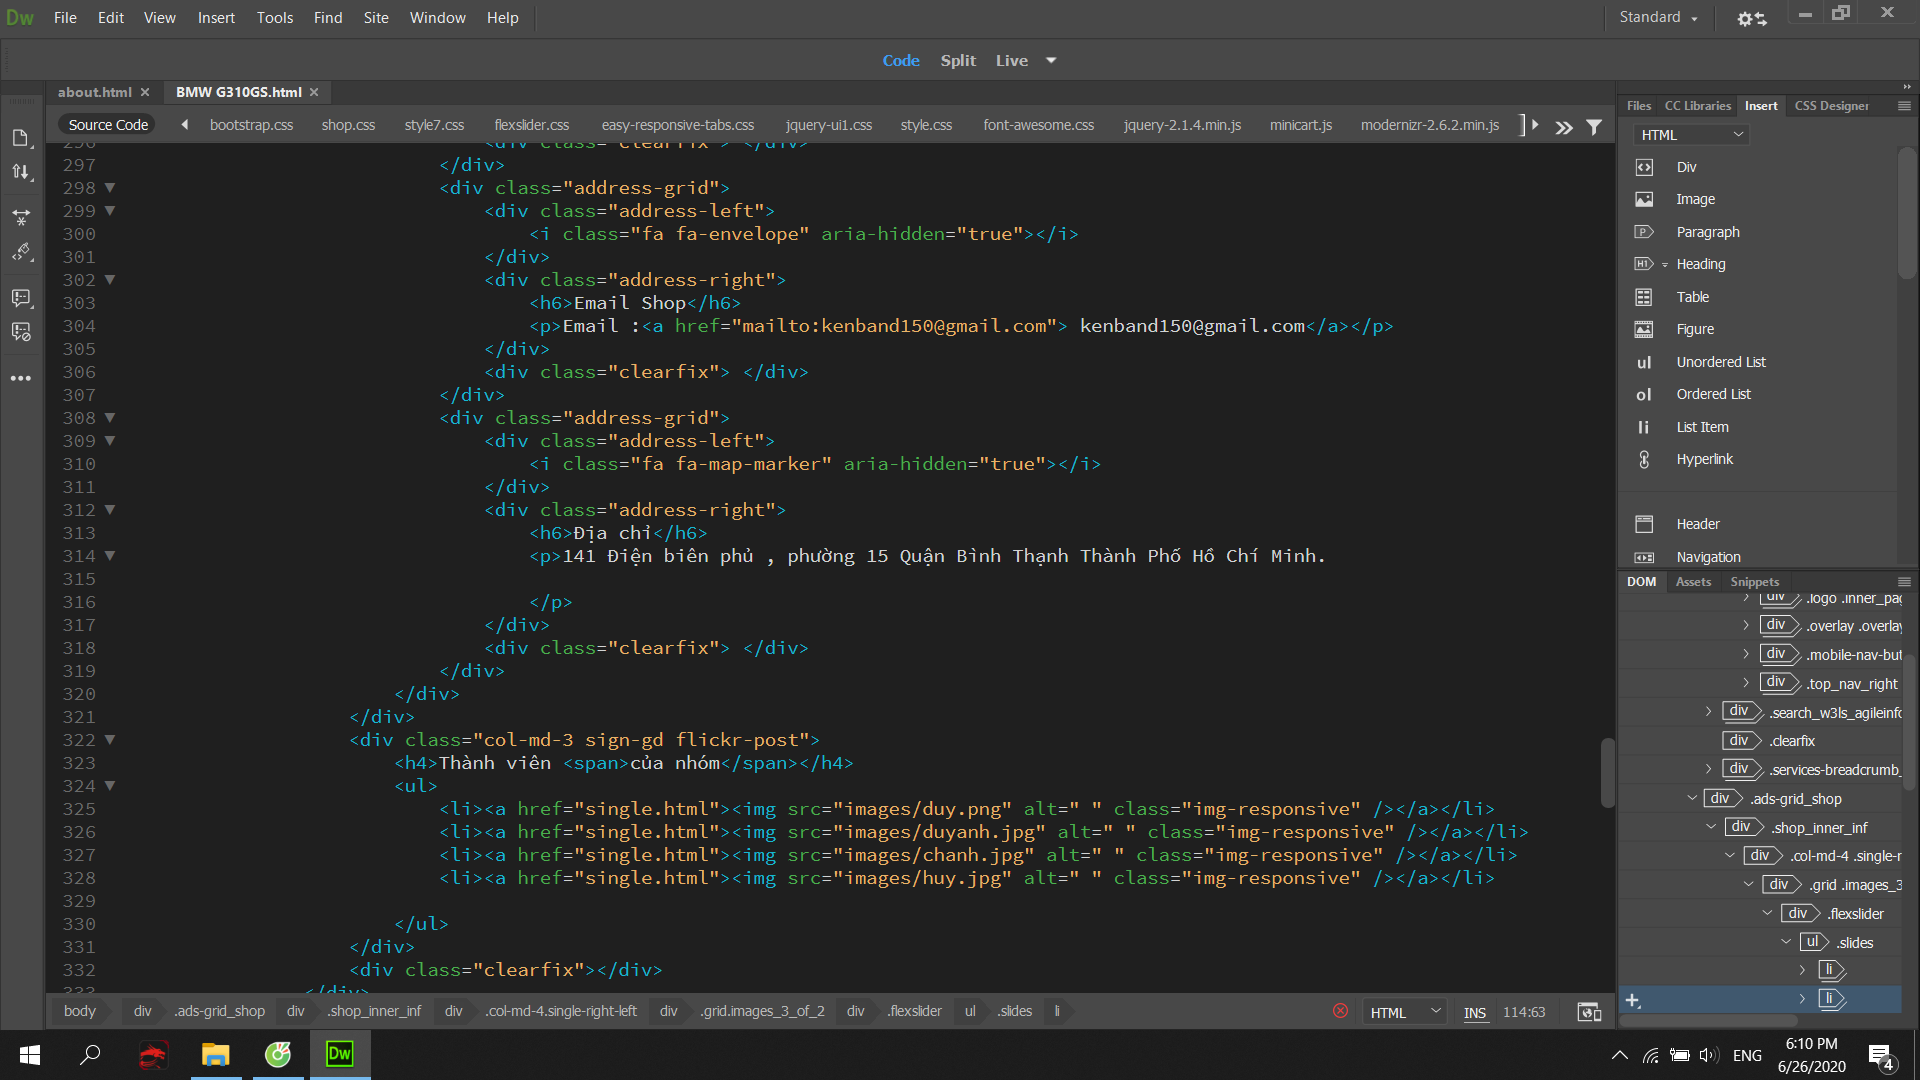 Dw File Edit View Insert Tools Find Site Window Help Standard
Code Split Live
about.html BMW G310GS.html
Source Code bootstrap.css shop.css style7.css flexslider.css easy-responsive-tabs.css jquery-ui1.css style.css font-awesome.css jquery-2.1.4.min.js minicart.js modernizr-2.6.2.min.js
296 <div class="clearfix"> </div>
297 </div>
298 <div class="address-grid">
299 <div class="address-left">
300 <i class="fa fa-envelope" aria-hidden="true"></i>
301 </div>
302 <div class="address-right">
303 <h6>Email Shop</h6>
304 <p>Email :<a href="mailto:kenband150@gmail.com"> kenband150@gmail.com</a></p>
305 </div>
306 <div class="clearfix"> </div>
307 </div>
308 <div class="address-grid">
309 <div class="address-left">
310 <i class="fa fa-map-marker" aria-hidden="true"></i>
311 </div>
312 <div class="address-right">
313 <h6>Địa chỉ</h6>
314 <p>141 Điện biên phủ , phường 15 Quận Bình Thạnh Thành Phố Hồ Chí Minh.
315
316 </p>
317 </div>
318 <div class="clearfix"> </div>
319 </div>
320 </div>
321 </div>
322 <div class="col-md-3 sign-gd flickr-post">
323 <h4>Thành viên <span>của nhóm</span></h4>
324 <ul>
325 <li><a href="single.html"><img src="images/duy.png" alt=" " class="img-responsive" /></a></li>
326 <li><a href="single.html"><img src="images/duyanh.jpg" alt=" " class="img-responsive" /></a></li>
327 <li><a href="single.html"><img src="images/chanh.jpg" alt=" " class="img-responsive" /></a></li>
328 <li><a href="single.html"><img src="images/huy.jpg" alt=" " class="img-responsive" /></a></li>
329
330 </ul>
331 </div>
332 <div class="clearfix"></div>
333 </div>
body div .ads-grid_shop div .shop_inner_inf div .col-md-4.single-right-left div .grid.images_3_of_2 div .flexslider ul .slides li HTML INS 114:63
Files CC Libraries Insert CSS Designer
HTML
Div
Image
Paragraph
H1 Heading
Table
Figure
ul Unordered List
ol Ordered List
li List Item
Hyperlink
Header
Navigation
DOM Assets Snippets
div .logo .inner_pag
div .overlay .overlay
div .mobile-nav-but
div .top_nav_right
div .search_w3ls_agileinfo
div .clearfix
div .services-breadcrumb_
div .ads-grid_shop
div .shop_inner_inf
div .col-md-4 .single-r
div .grid .images_3
div .flexslider
ul .slides
li
li
Dw ENG 6:10 PM
6/26/2020 4